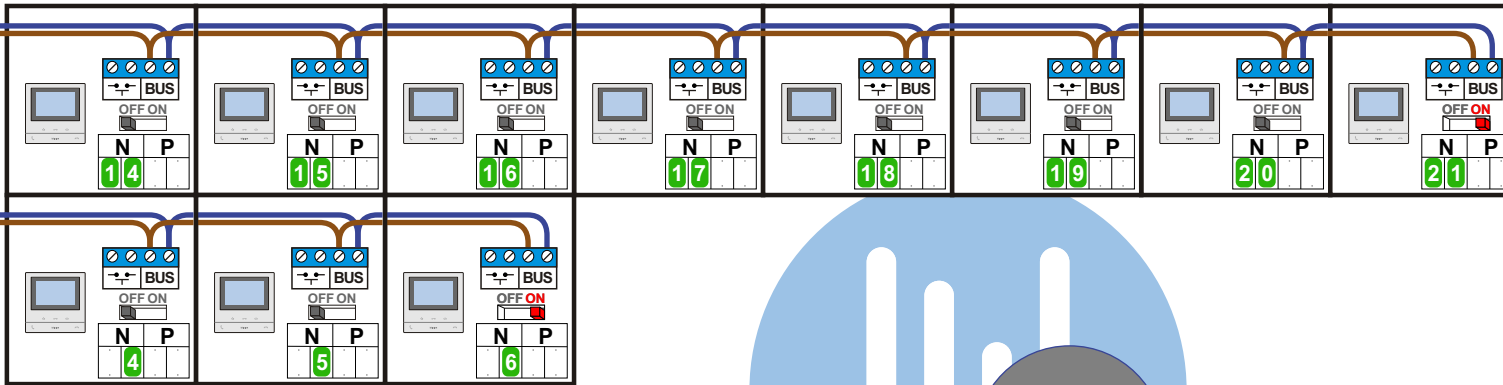 BUS BUS BUS BUS BUS BUS BUS BUS
OFF ON OFF ON OFF ON OFF ON OFF ON OFF ON OFF ON OFF ON
N P N P N P N P N P N P N P N P
14 15 16 17 18 19 20 21
BUS BUS BUS
OFF ON OFF ON OFF ON
N P N P N P
4 5 6